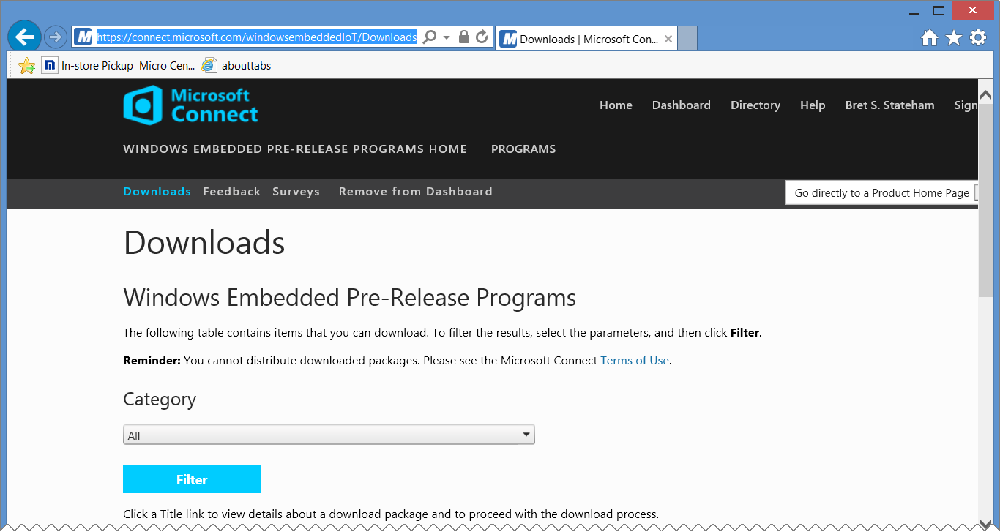 https://connect.microsoft.com/windowsembeddedIoT/Downloads
Downloads | Microsoft Con...
In-store Pickup Micro Cen...
abouttabs
Microsoft
Connect
Home
Dashboard
Directory
Help
Bret S. Stateham
Sign
WINDOWS EMBEDDED PRE-RELEASE PROGRAMS HOME
PROGRAMS
Downloads
Feedback
Surveys
Remove from Dashboard
Go directly to a Product Home Page
Downloads
Windows Embedded Pre-Release Programs
The following table contains items that you can download. To filter the results, select the parameters, and then click Filter.
Reminder: You cannot distribute downloaded packages. Please see the Microsoft Connect Terms of Use.
Category
All
Filter
Click a Title link to view details about a download package and to proceed with the download process.